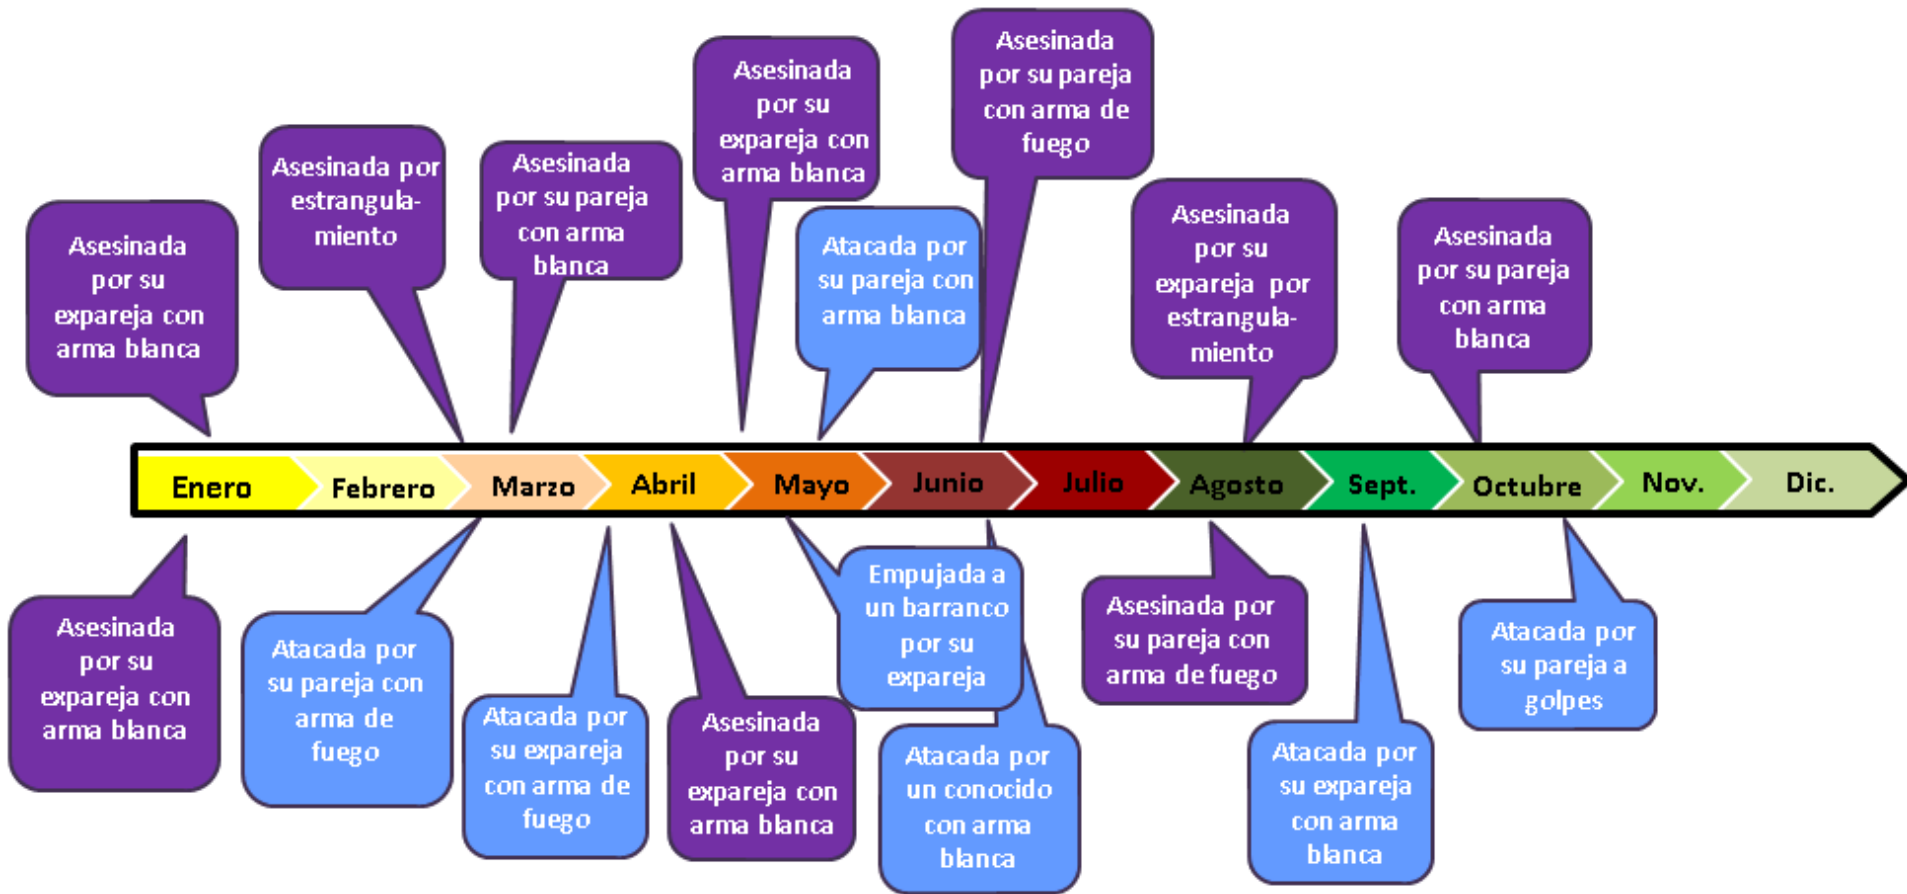 Asesinada
por su
expareja con
arma blanca
Asesinada por
estrangula-
miento
Asesinada
por su pareja
con arma
blanca
Asesinada
por su
expareja con
arma blanca
Atacada por
su pareja con
arma blanca
Asesinada
por su pareja
con arma de
fuego
Asesinada
por su
expareja por
estrangula-
miento
Asesinada
por su pareja
con arma
blanca
Enero
Febrero
Marzo
Abril
Mayo
Junio
Julio
Agosto
Sept.
Octubre
Nov.
Dic.
Asesinada
por su
expareja con
arma blanca
Atacada por
su pareja con
arma de
fuego
Atacada por
su expareja
con arma de
fuego
Asesinada
por su
expareja con
arma blanca
Empujada a
un barranco
por su
expareja
Atacada por
un conocido
con arma
blanca
Asesinada por
su pareja con
arma de fuego
Atacada por
su expareja
con arma
blanca
Atacada por
su pareja a
golpes